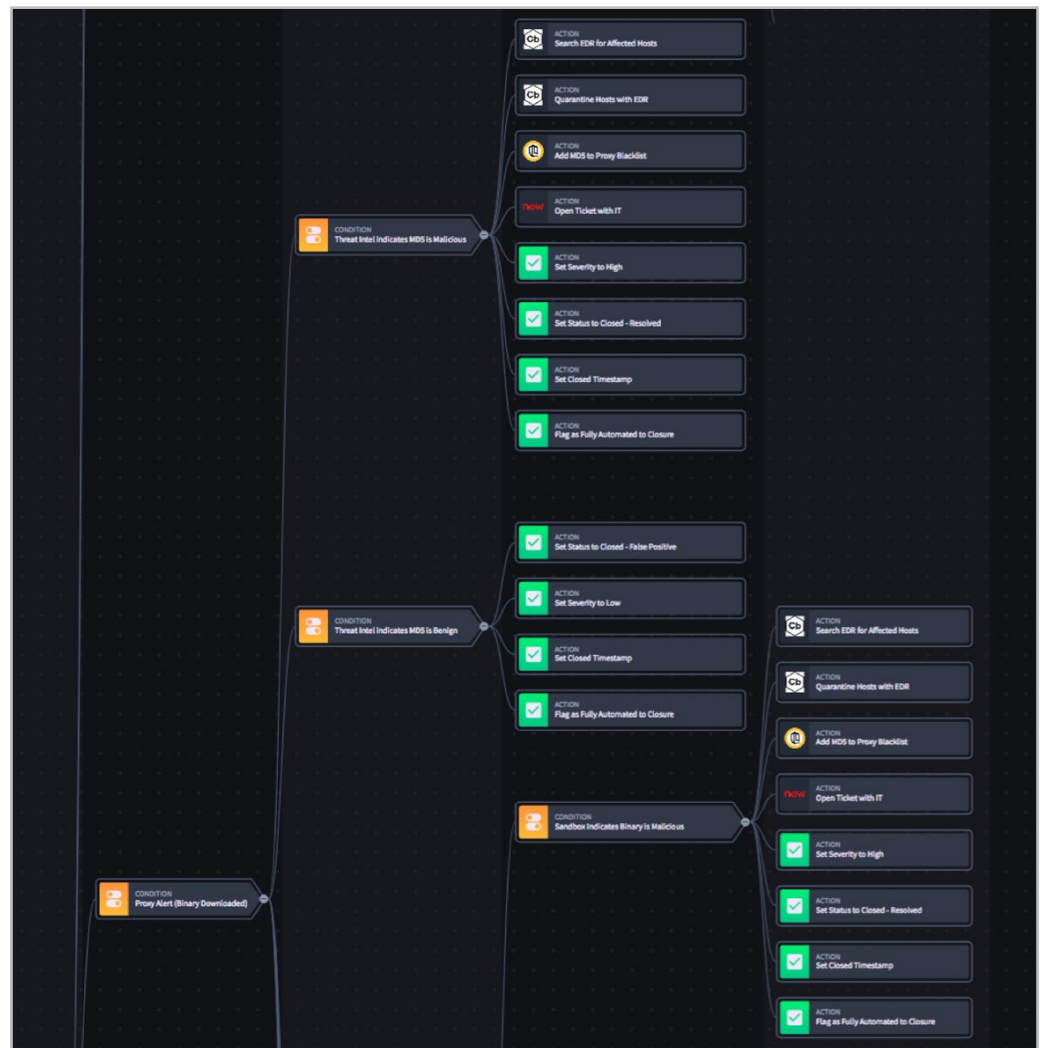 ACTION
Search EDR for Affected Hosts
ACTION
Quarantine Hosts with EDR
ACTION
Add MD5 to Proxy Blacklist
now
ACTION
Open Ticket with IT
ACTION
Set Severity to High
ACTION
Set Status to Closed - Resolved
ACTION
Set Closed Timestamp
ACTION
Flag as Fully Automated to Closure
CONDITION
Threat Intel Indicates MD5 is Malicious
ACTION
Set Status to Closed - False Positive
ACTION
Set Severity to Low
ACTION
Set Closed Timestamp
ACTION
Flag as Fully Automated to Closure
CONDITION
Threat Intel Indicates MD5 is Benign
Cb
Cb
CONDITION
Sandbox Indicates Binary is Malicious
Cb
ACTION
Search EDR for Affected Hosts
Cb
ACTION
Quarantine Hosts with EDR
ACTION
Add MD5 to Proxy Blacklist
now
ACTION
Open Ticket with IT
ACTION
Set Severity to High
ACTION
Set Status to Closed - Resolved
ACTION
Set Closed Timestamp
ACTION
Flag as Fully Automated to Closure
CONDITION
Proxy Alert (Binary Downloaded)